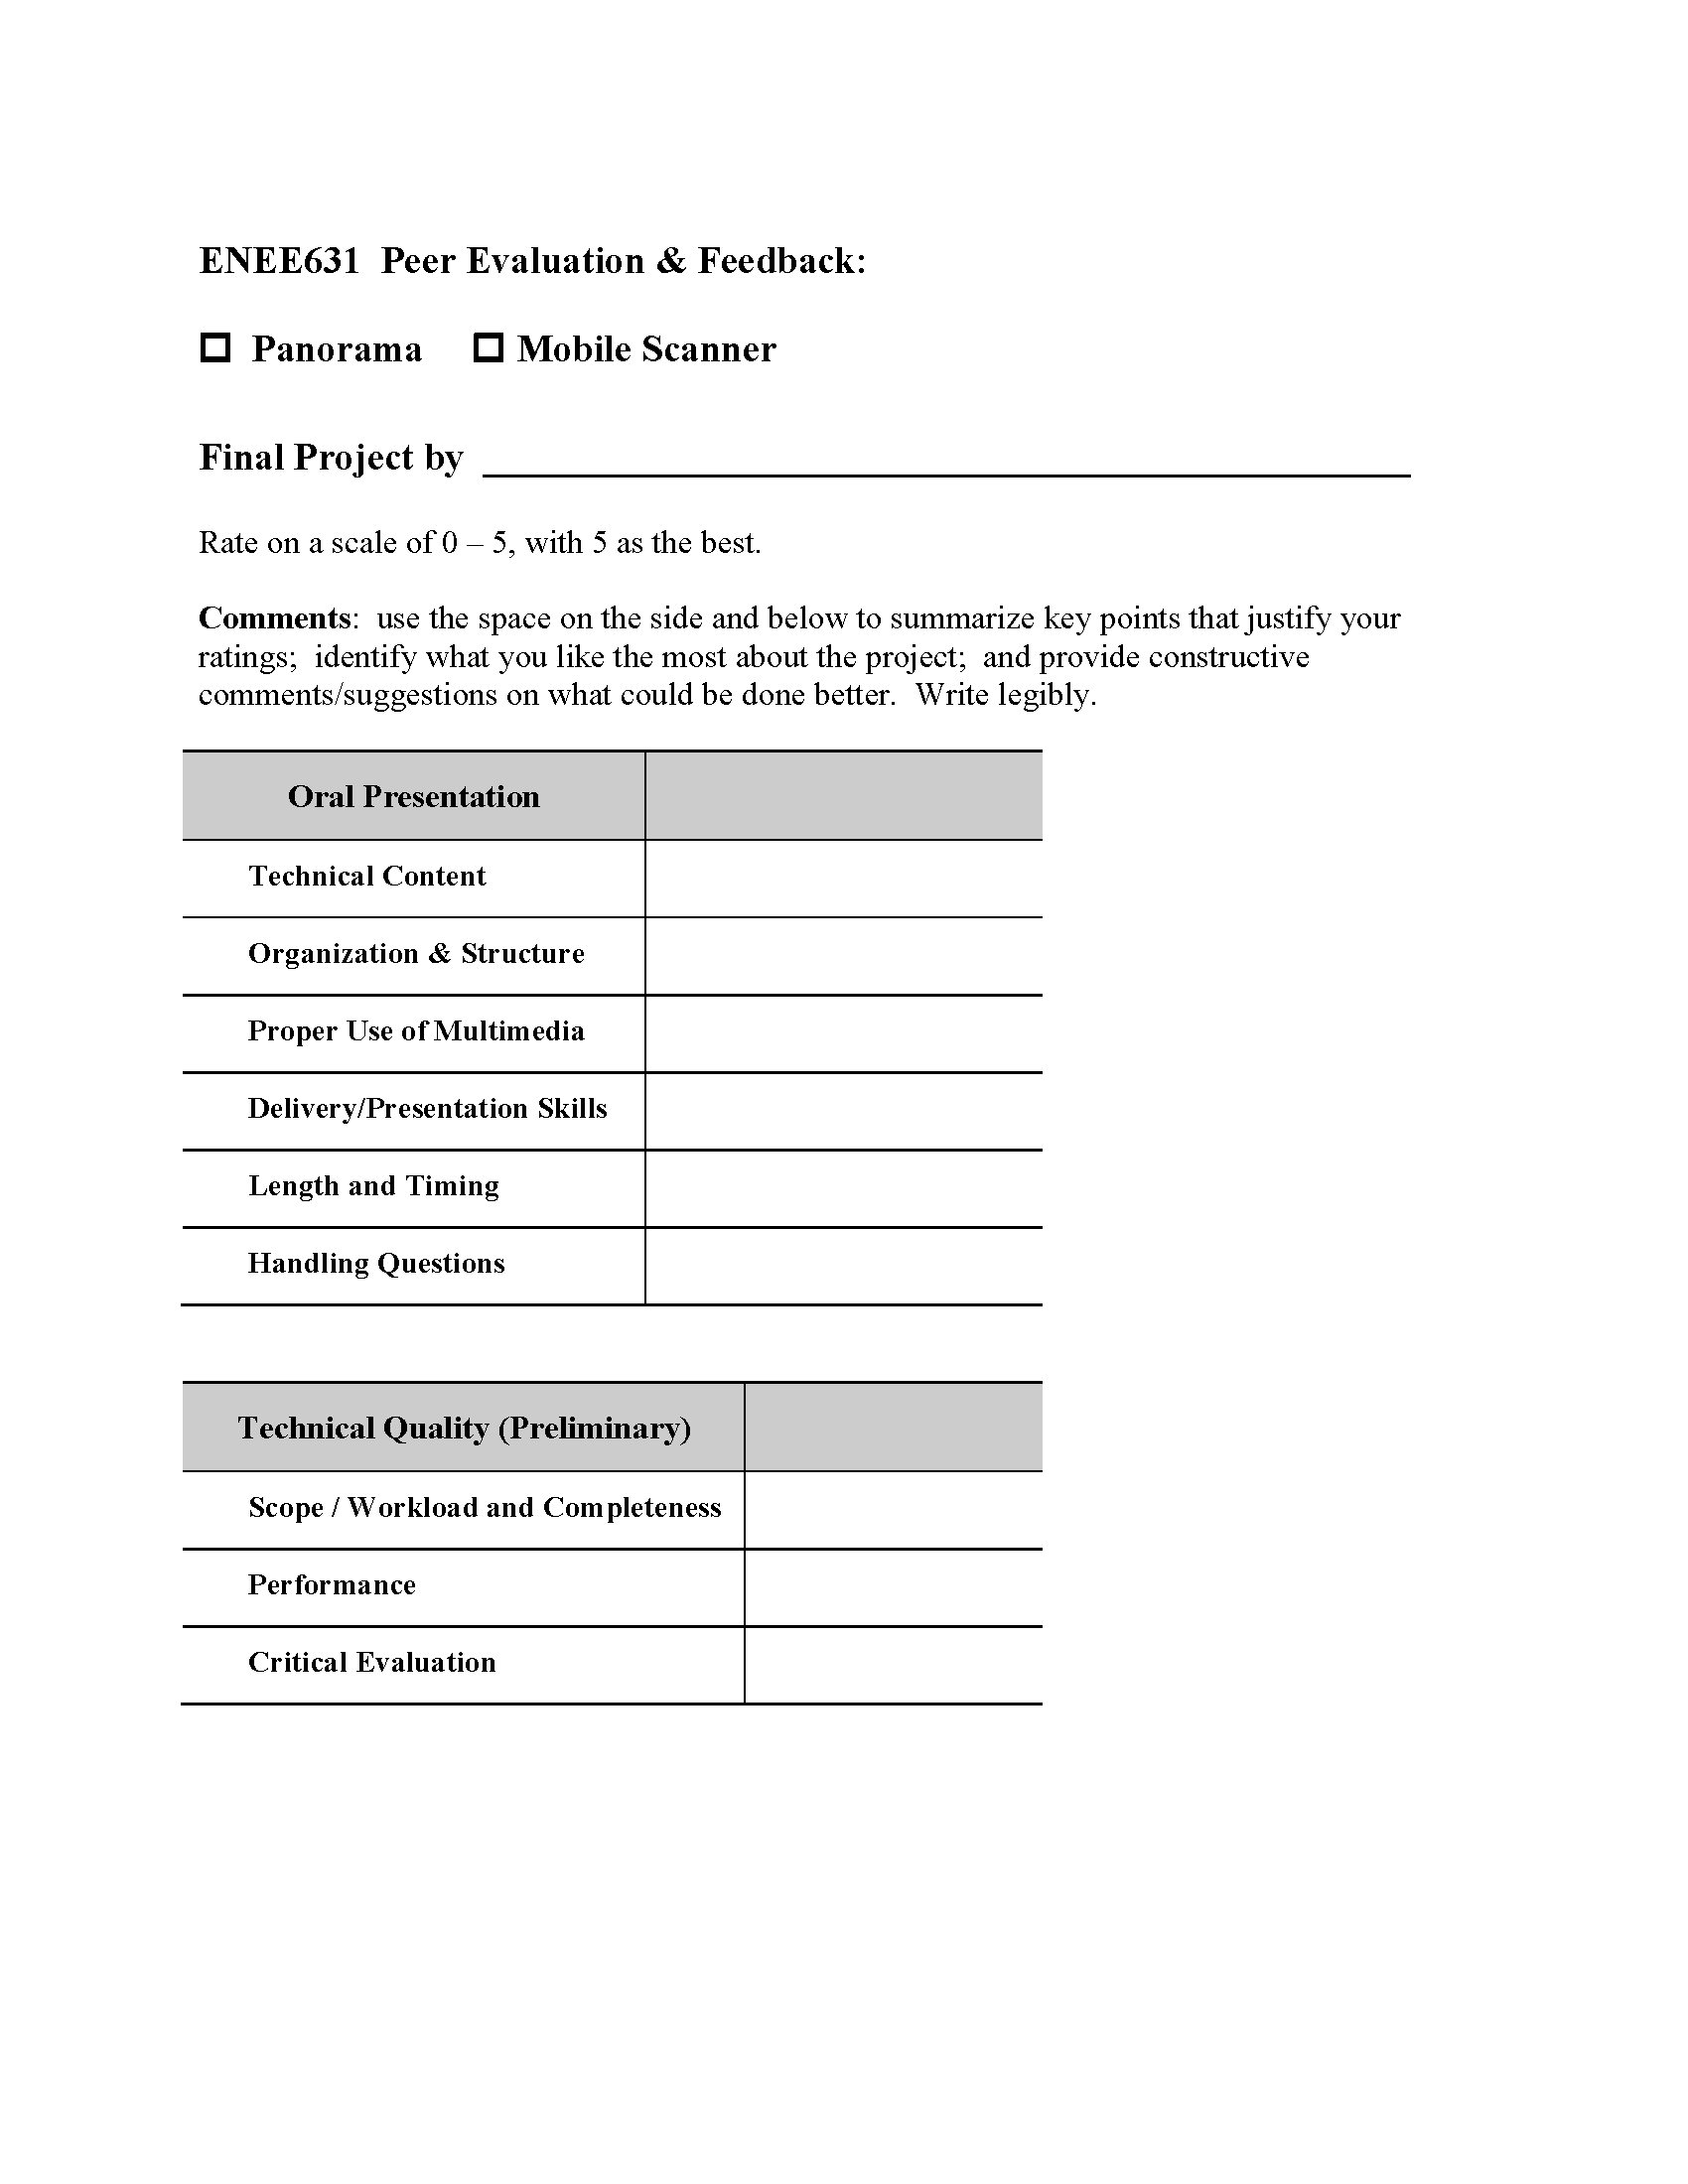 ENEE631  Peer Evaluation & Feedback:
Panorama
Mobile Scanner
Final Project by
Rate on a scale of 0 – 5, with 5 as the best.
Comments:  use the space on the side and below to summarize key points that justify your
ratings;  identify what you like the most about the project;  and provide constructive
comments/suggestions on what could be done better.  Write legibly.
Oral Presentation
Technical Content
Organization & Structure
Proper Use of Multimedia
Delivery/Presentation Skills
Length and Timing
Handling Questions
Technical Quality (Preliminary)
Scope / Workload and Completeness
Performance
Critical Evaluation